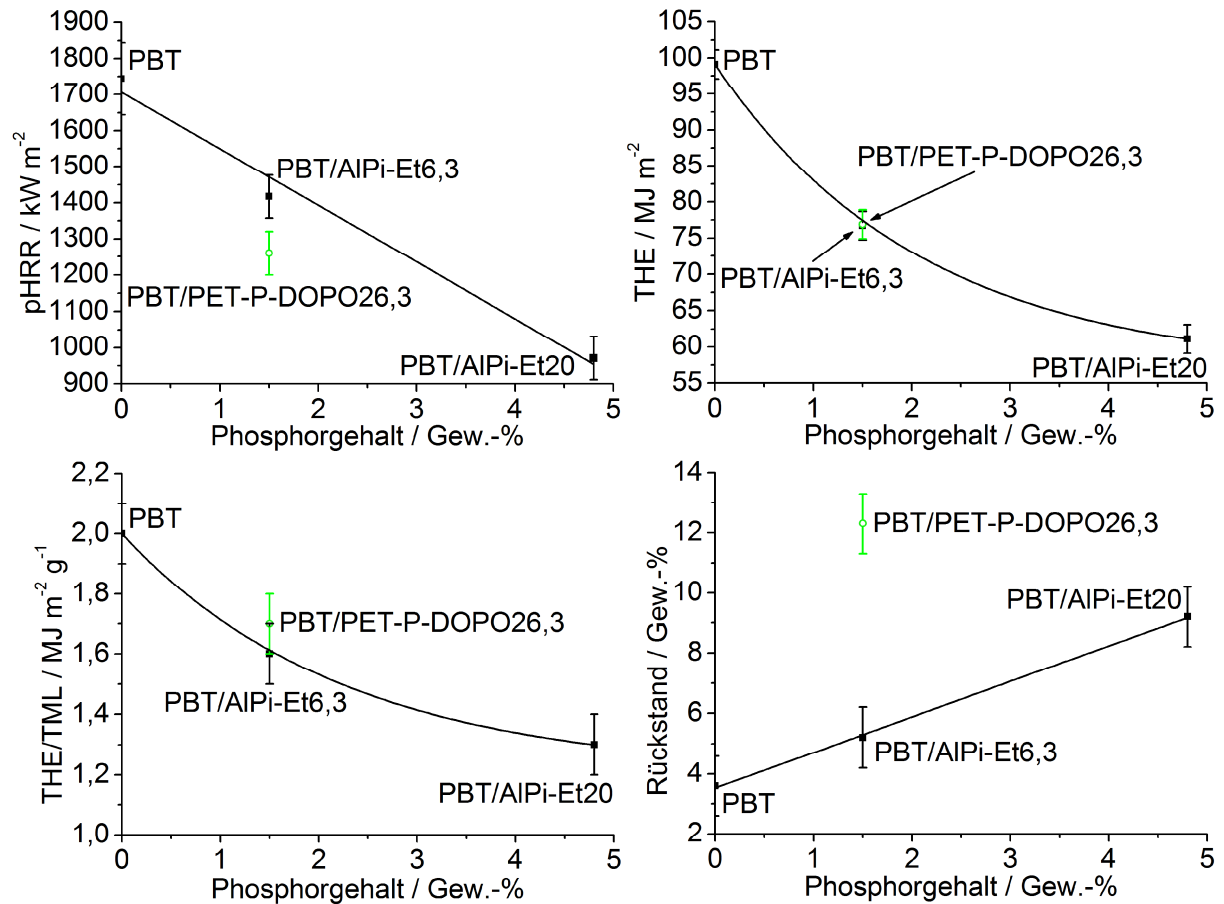 pHRR / kW m-2
1900
1800
1700
1600
1500
1400
1300
1200
1100
1000
900
PBT
PBT/AlPi-Et6,3
PBT/PET-P-DOPO26,3
PBT/AlPi-Et20
0 1 2 3 4 5
Phosphorgehalt / Gew.-%
THE / MJ m-2
105
100
95
90
85
80
75
70
65
60
55
PBT
PBT/PET-P-DOPO26,3
PBT/AlPi-Et6,3
PBT/AlPi-Et20
0 1 2 3 4 5
Phosphorgehalt / Gew.-%
THE/TML / MJ m-2 g-1
2,2
2,0
1,8
1,6
1,4
1,2
1,0
PBT
PBT/PET-P-DOPO26,3
PBT/AlPi-Et6,3
PBT/AlPi-Et20
0 1 2 3 4 5
Phosphorgehalt / Gew.-%
Rückstand / Gew.-%
14
12
10
8
6
4
2
PBT/PET-P-DOPO26,3
PBT/AlPi-Et20
PBT/AlPi-Et6,3
PBT
0 1 2 3 4 5
Phosphorgehalt / Gew.-%